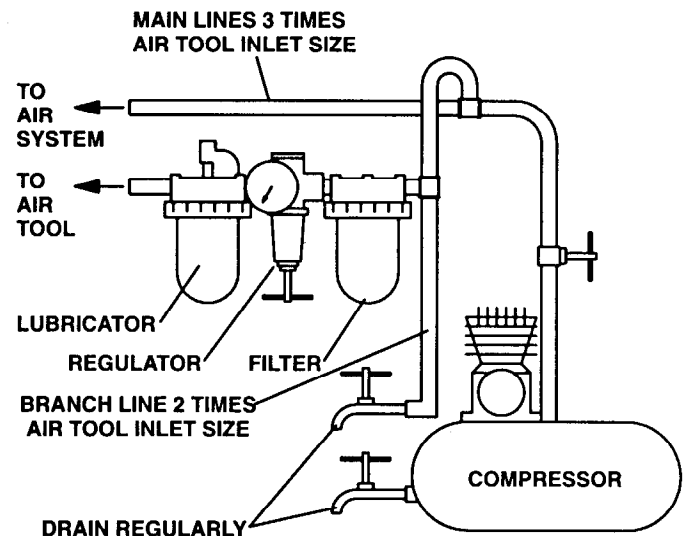 MAIN LINES 3 TIMES
AIR TOOL INLET SIZE
TO
AIR
SYSTEM
TO
AIR
TOOL
LUBRICATOR
REGULATOR
FILTER
BRANCH LINE 2 TIMES
AIR TOOL INLET SIZE
COMPRESSOR
DRAIN REGULARLY